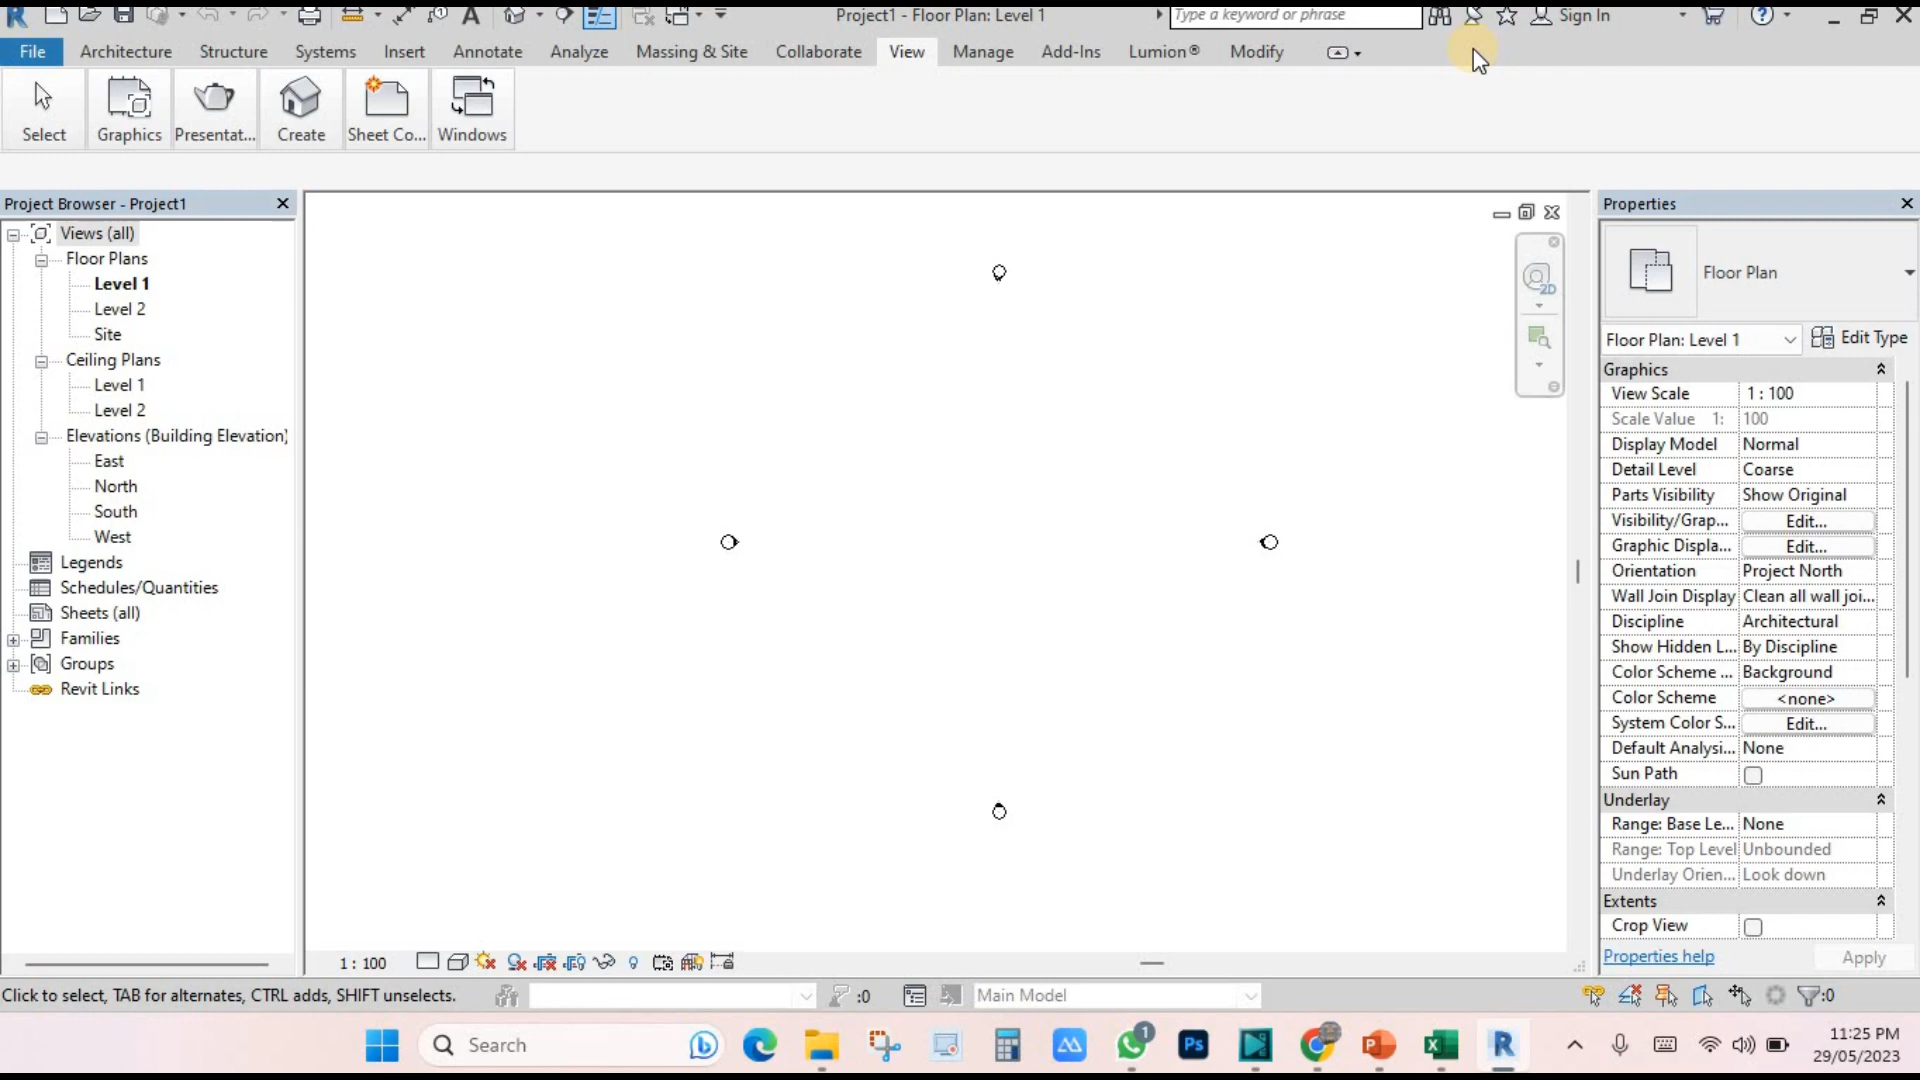 Project1 - Floor Plan: Level 1
Type a keyword or phrase
Sign In
File Architecture Structure Systems Insert Annotate Analyze Massing & Site Collaborate View Manage Add-Ins Lumion® Modify
Select Graphics Presentat... Create Sheet Co... Windows
Project Browser - Project1
Views (all)
Floor Plans
Level 1
Level 2
Site
Ceiling Plans
Level 1
Level 2
Elevations (Building Elevation)
East
North
South
West
Legends
Schedules/Quantities
Sheets (all)
Families
Groups
Revit Links
2D
Properties
Floor Plan
Floor Plan: Level 1 Edit Type
Graphics
View Scale 1 : 100
Scale Value 1: 100
Display Model Normal
Detail Level Coarse
Parts Visibility Show Original
Visibility/Grap... Edit...
Graphic Displa... Edit...
Orientation Project North
Wall Join Display Clean all wall joi...
Discipline Architectural
Show Hidden L... By Discipline
Color Scheme ... Background
Color Scheme <none>
System Color S... Edit...
Default Analysi... None
Sun Path
Underlay
Range: Base Le... None
Range: Top Level Unbounded
Underlay Orien... Look down
Extents
Crop View
Properties help Apply
1 : 100
Click to select, TAB for alternates, CTRL adds, SHIFT unselects.
:0
Main Model
:0
Search
1
Ps
11:25 PM
29/05/2023